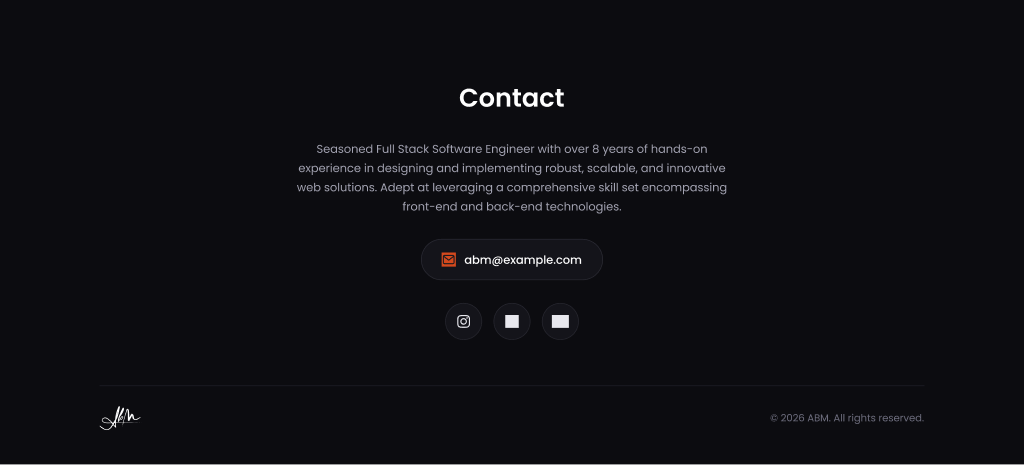 Contact
Seasoned Full Stack Software Engineer with over 8 years of hands-on
experience in designing and implementing robust, scalable, and innovative
web solutions. Adept at leveraging a comprehensive skill set encompassing
front-end and back-end technologies.
abm@example.com
© 2026 ABM. All rights reserved.